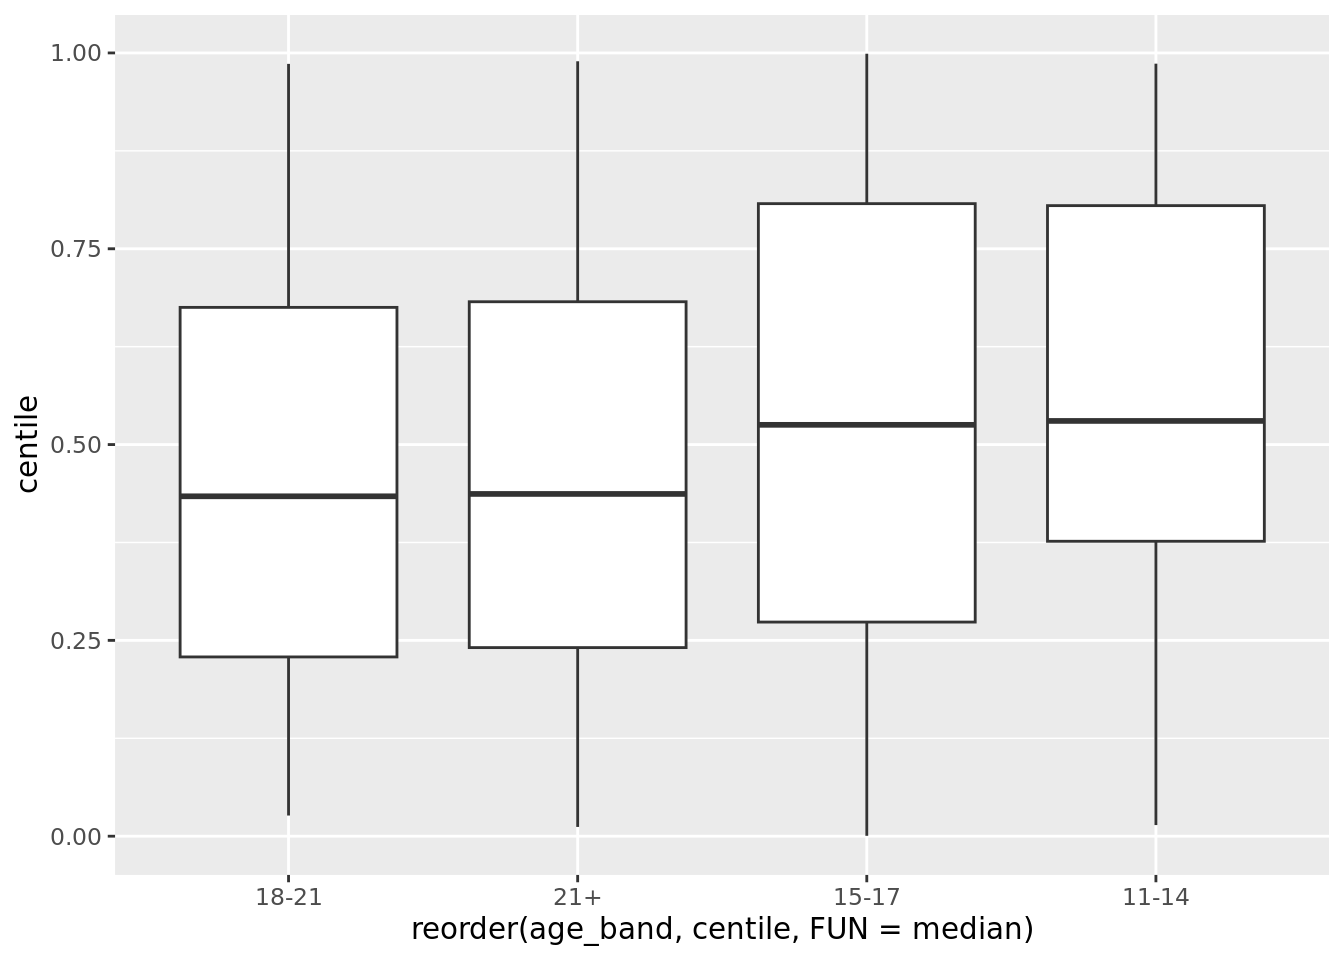 1.00
0.75
0.50
0.25
0.00
centile
18-21 21+ 15-17 11-14
reorder(age_band, centile, FUN = median)